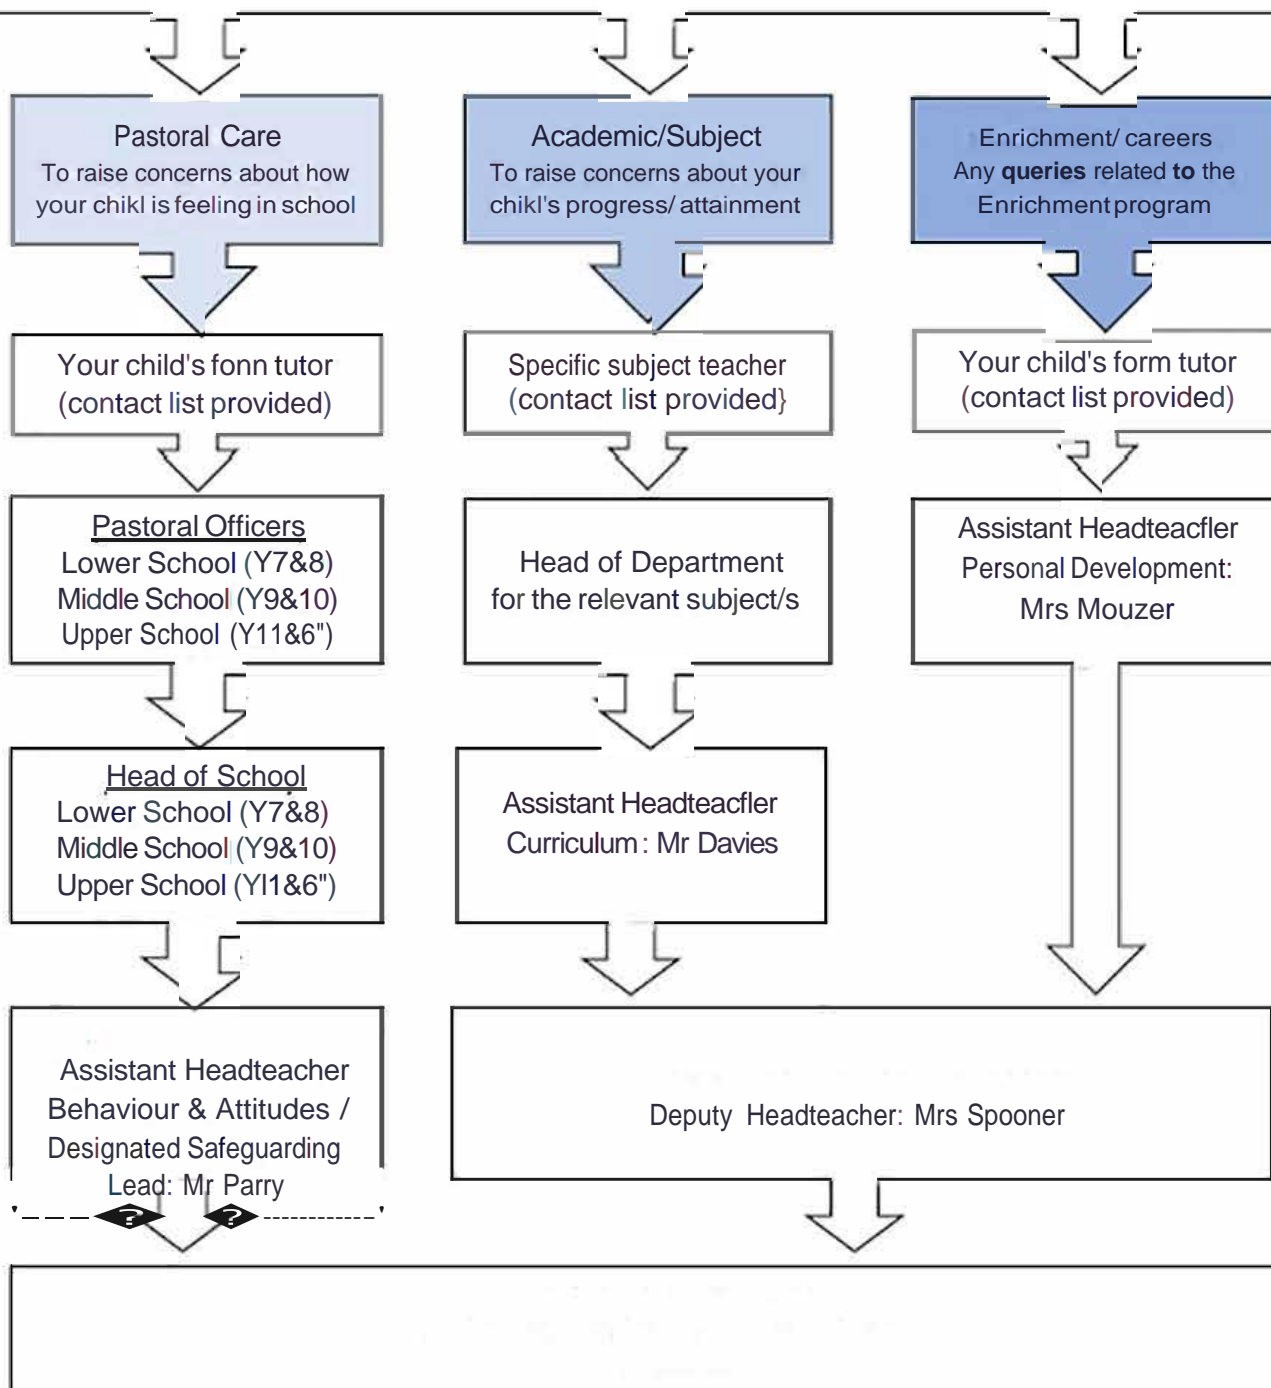 Pastoral Care
To raise concerns about how
your chikl is feeling in school
Academic/Subject
To raise concerns about your
chikl's progress/ attainment
Enrichment/ careers
Any queries related to the
Enrichment program
Your child's fonn tutor
(contact list provided)
Specific subject teacher
(contact list provided}
Your child's form tutor
(contact list provided)
Pastoral Officers
Lower School (Y7&8)
Middle School (Y9&10)
Upper School (Y11&6")
Head of Department
for the relevant subject/s
Assistant Headteacfler
Personal Development:
Mrs Mouzer
Head of School
Lower School (Y7&8)
Middle School (Y9&10)
Upper School (YI1&6")
Assistant Headteacfler
Curriculum : Mr Davies
Assistant Headteacher
Behaviour & Attitudes /
Designated Safeguarding
Lead: Mr Parry
Deputy Headteacher: Mrs Spooner